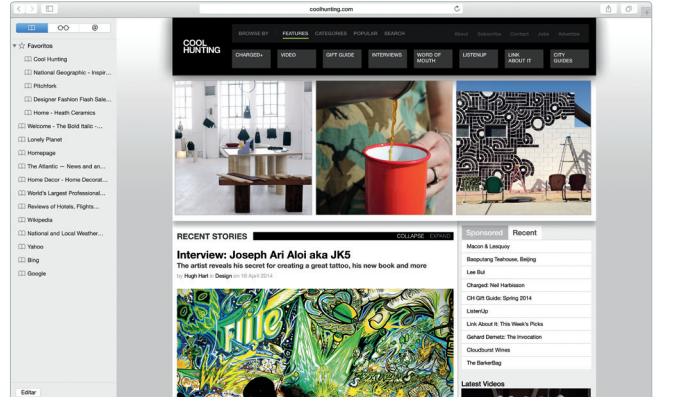 coolhunting.com
@
Favoritos
Cool Hunting
National Geographic - Inspir...
Pitchfork
Designer Fashion Flash Sale...
Home - Heath Ceramics
Welcome - The Bold Italic -...
Lonely Planet
Homepage
The Atlantic — News and an...
Home Decor - Home Decorat...
World's Largest Professional...
Reviews of Hotels, Flights...
Wikipedia
National and Local Weather...
Yahoo
Bing
Google
Editar
COOL
HUNTING
BROWSE BY FEATURES CATEGORIES POPULAR SEARCH
About Subscribe Contact Jobs Advertise
CHARGED+
VIDEO
GIFT GUIDE
INTERVIEWS
WORD OF
MOUTH
LISTENUP
LINK
ABOUT IT
CITY
GUIDES
RECENT STORIES
COLLAPSE EXPAND
Interview: Joseph Ari Aloi aka JK5
The artist reveals his secret for creating a great tattoo, his new book and more
by Hugh Hart in Design on 16 April 2014
Sponsored Recent
Macon & Lesquoy
Baoputang Teahouse, Beijing
Lee Bul
Charged: Neil Harbisson
CH Gift Guide: Spring 2014
ListenUp
Link About It: This Week's Picks
Gehard Demetz: The Invocation
Cloudburst Wines
The BarkerBag
Latest Videos